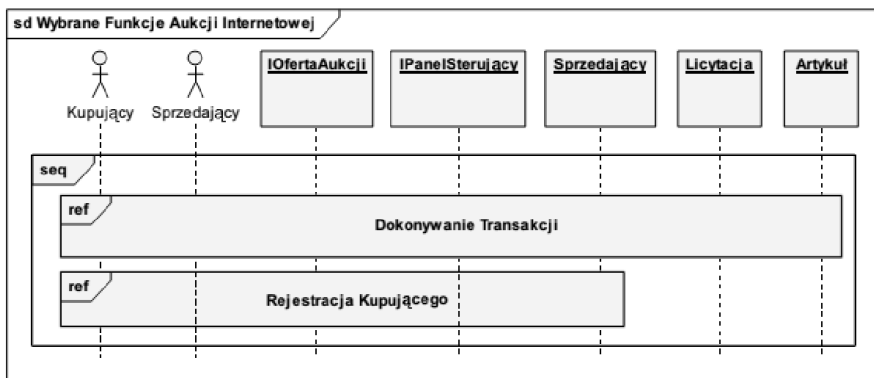 sd Wybrane Funkcje Aukcji Internetowej
Kupujący
Sprzedający
IOfertaAukcji
IPanelSterujący
Sprzedający
Licytacja
Artykuł
seq
ref
Dokonywanie Transakcji
ref
Rejestracja Kupującego